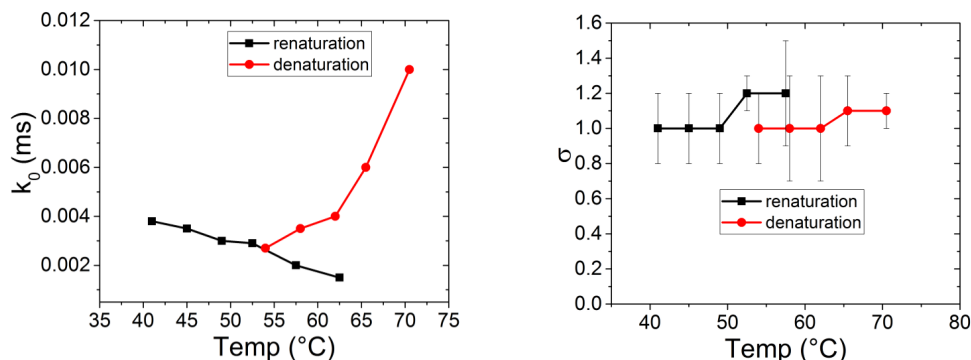 0.012
0.010
0.008
0.006
0.004
0.002
k0 (ms)
35 40 45 50 55 60 65 70 75
Temp (°C)
renaturation
denaturation
1.6
1.4
1.2
1.0
0.8
0.6
0.4
0.2
0.0
σ
40 50 60 70 80
Temp (°C)
renaturation
denaturation